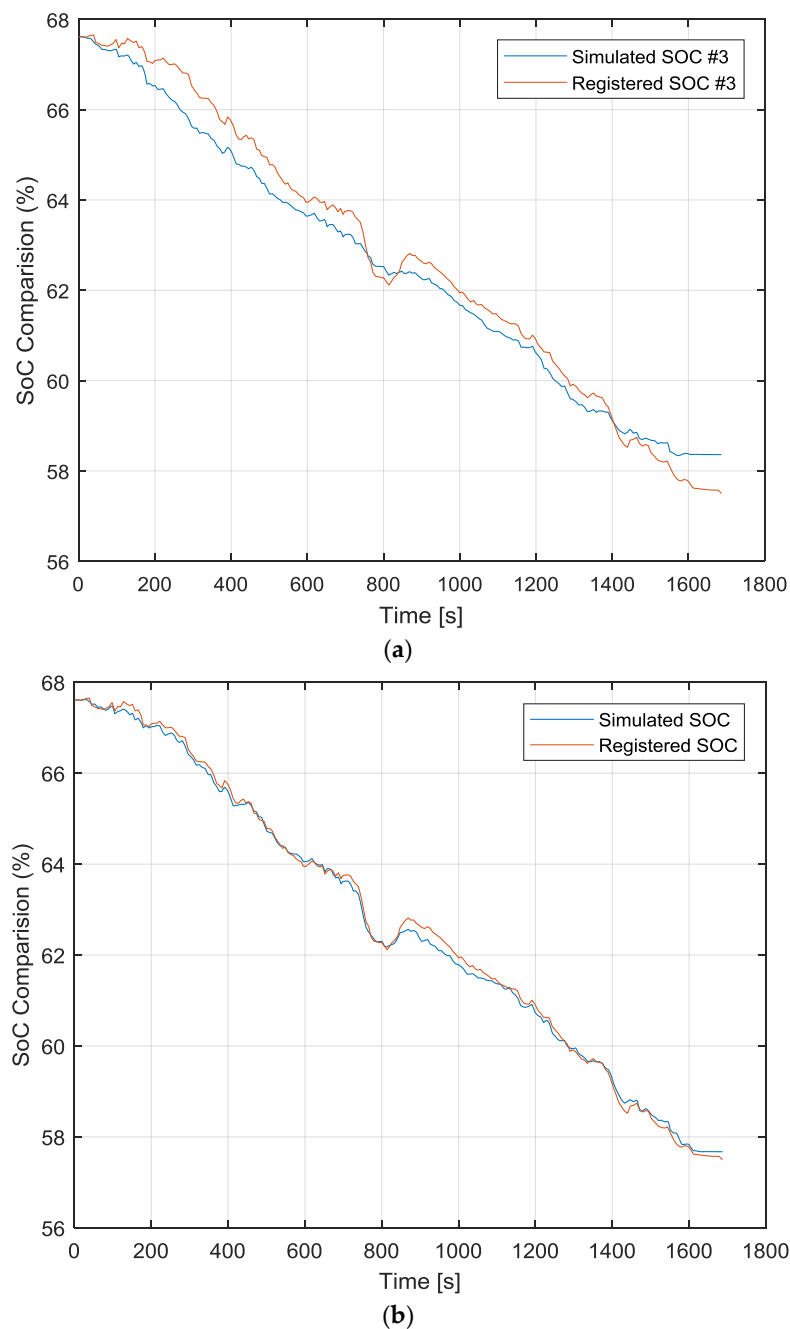 68
66
64
62
60
58
56
SoC Comparision (%)
Simulated SOC #3
Registered SOC #3
0 200 400 600 800 1000 1200 1400 1600 1800
Time [s]
(a)
68
66
64
62
60
58
56
SoC Comparision (%)
Simulated SOC
Registered SOC
0 200 400 600 800 1000 1200 1400 1600 1800
Time [s]
(b)